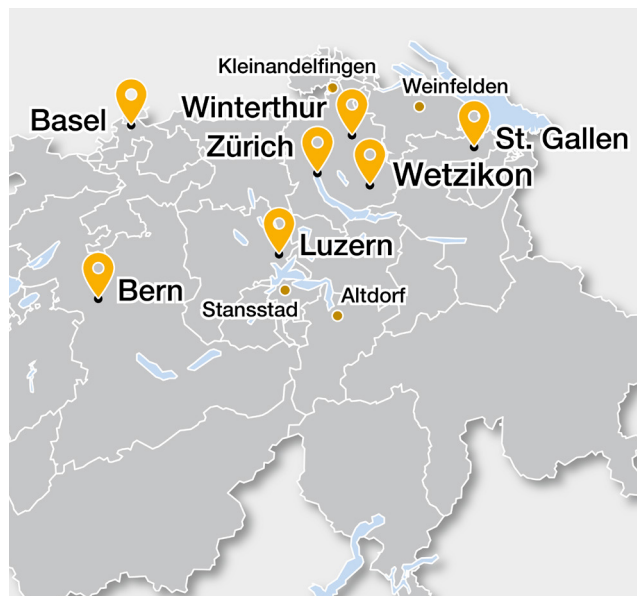 Kleinandelfingen
Weinfelden
Winterthur
Basel
St. Gallen
Zürich
Wetzikon
Luzern
Bern
Stansstad
Altdorf